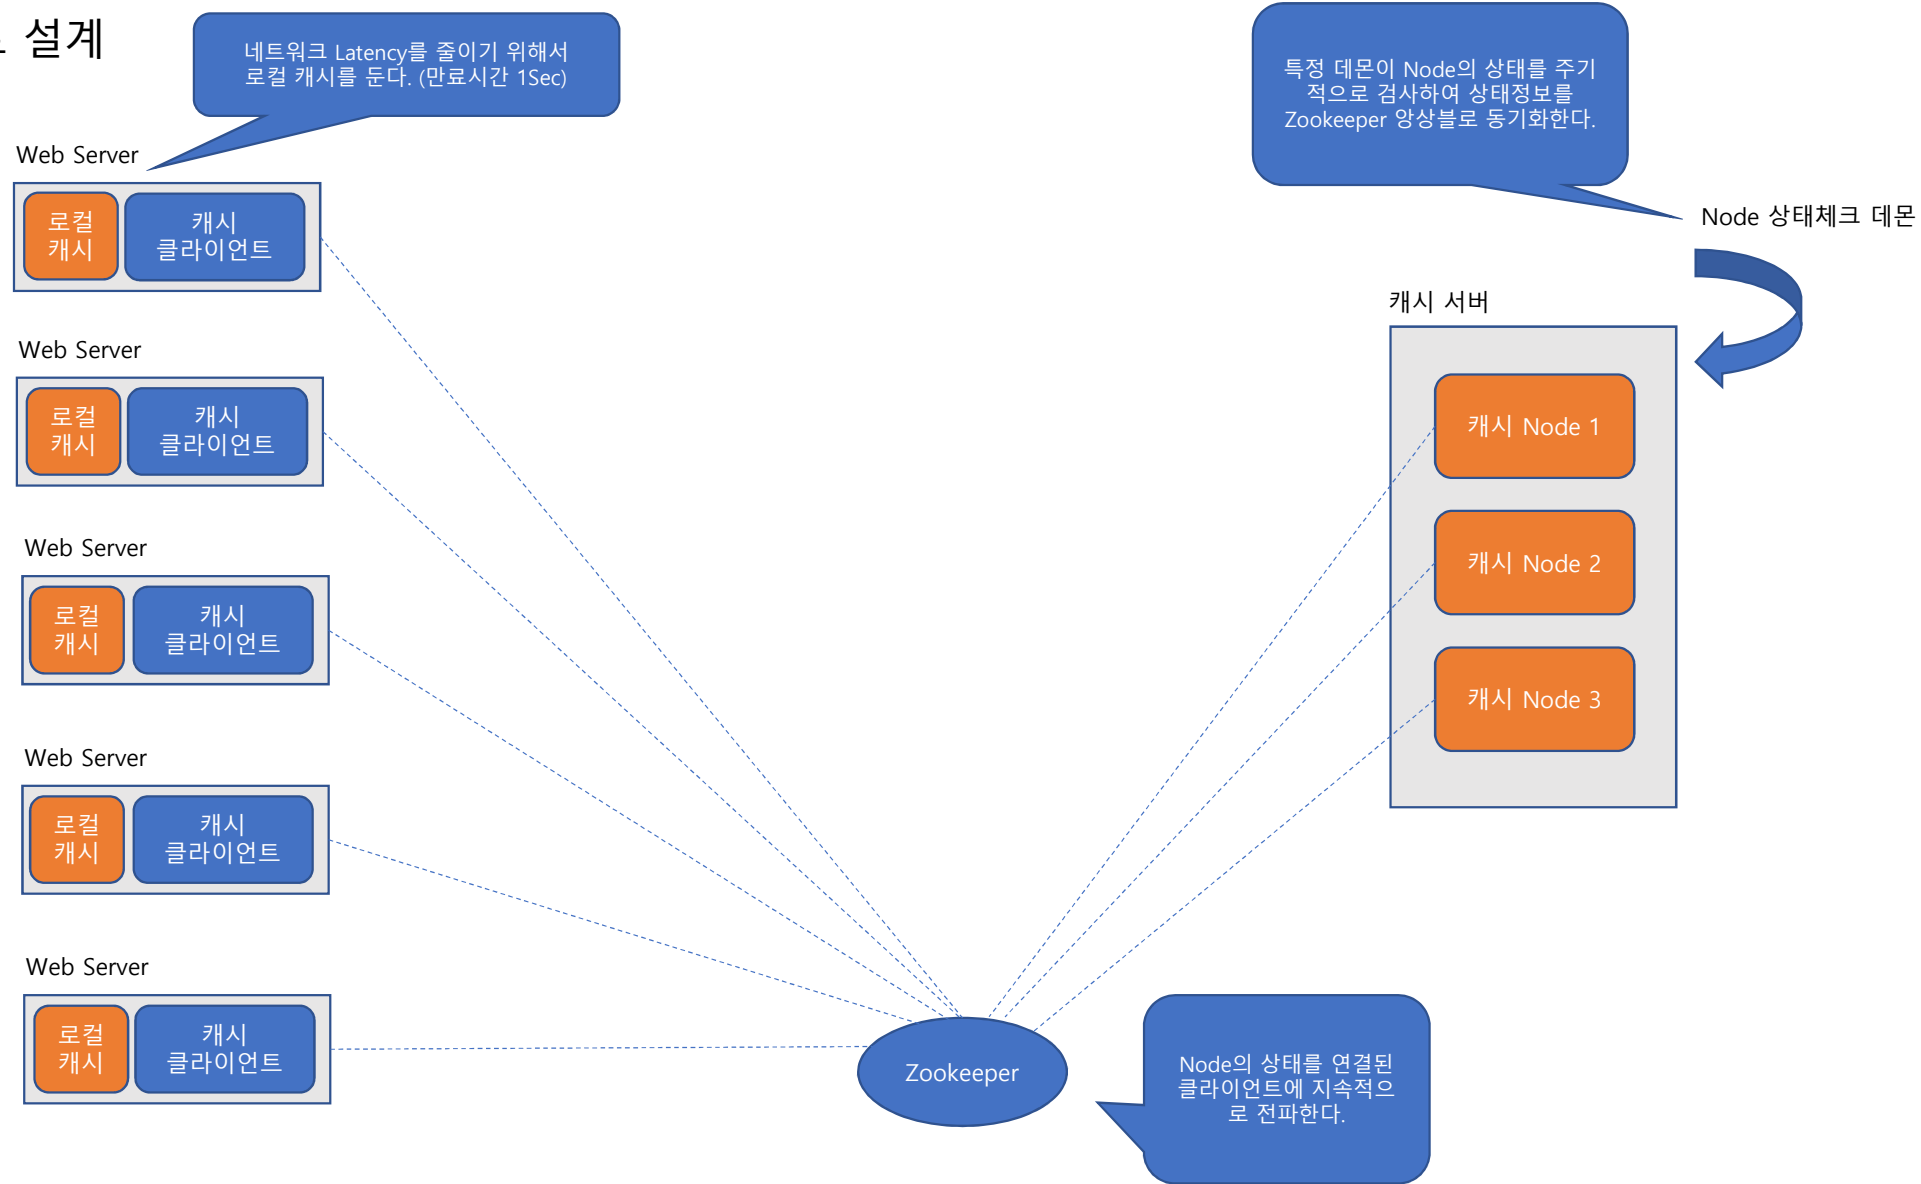 설계
네트워크 Latency를 줄이기 위해서
로컬 캐시를 둔다. (만료시간 1Sec)
특정 데몬이 Node의 상태를 주기
적으로 검사하여 상태정보를
Zookeeper 앙상블로 동기화한다.
Web Server
로컬
캐시
캐시
클라이언트
Node 상태체크 데몬
캐시 서버
Web Server
로컬
캐시
캐시
클라이언트
캐시 Node 1
Web Server
로컬
캐시
캐시
클라이언트
캐시 Node 2
캐시 Node 3
Web Server
로컬
캐시
캐시
클라이언트
Web Server
로컬
캐시
캐시
클라이언트
Zookeeper
Node의 상태를 연결된
클라이언트에 지속적으
로 전파한다.